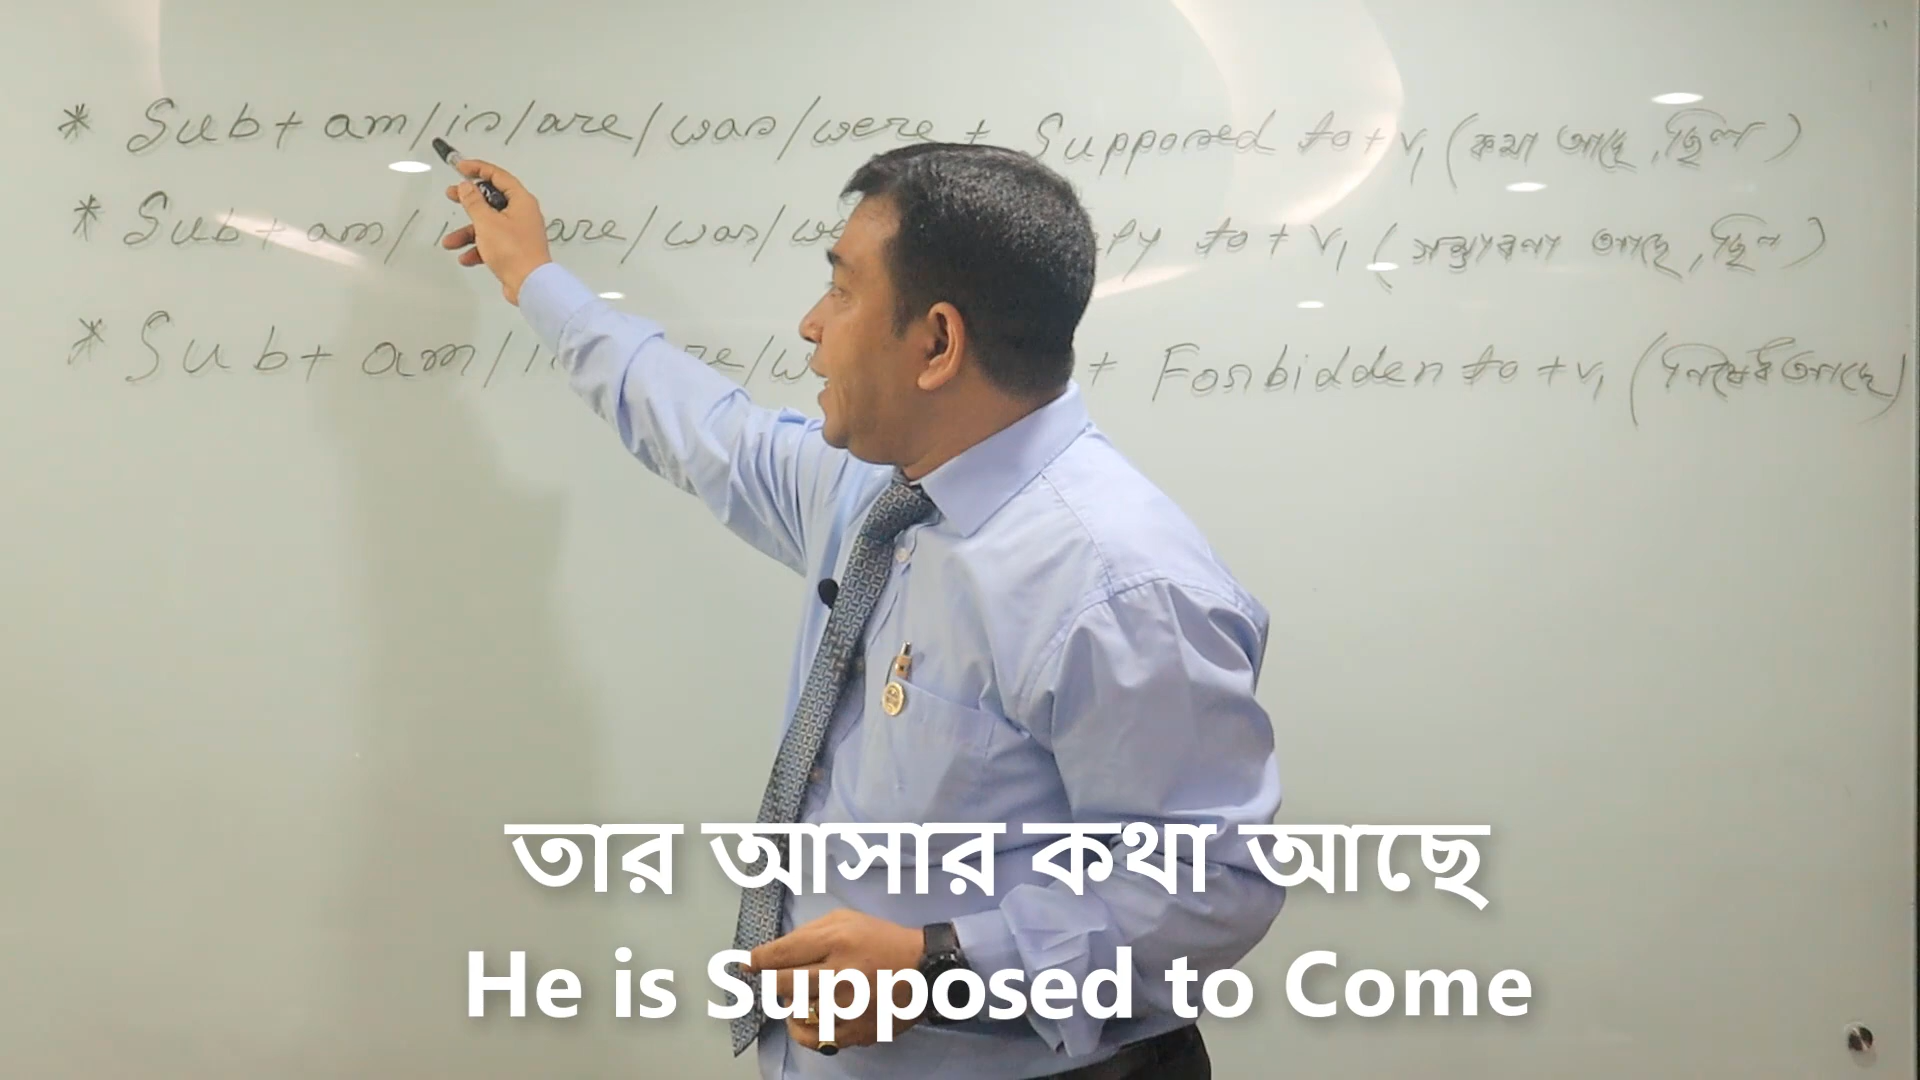 * Sub + am/is/are/was/were + Supposed to + v₁ (কথা আছে, ছিল)
* Sub + am/ are/was/ to + v₁ (সম্ভাবনা আছে, ছিল)
* Sub + am/ + Forbidden to + v₁ (নিষেধ আছে)
তার আসার কথা আছে
He is Supposed to Come